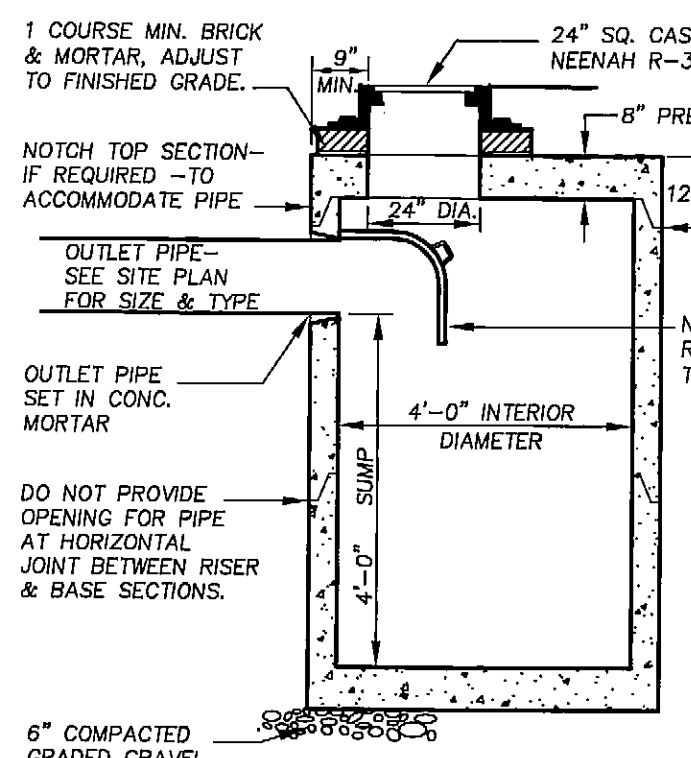 1 COURSE MIN. BRICK
& MORTAR, ADJUST
TO FINISHED GRADE.
9"
MIN.
24" SQ. CAS
NEENAH R-3
8" PRE
NOTCH TOP SECTION-
IF REQUIRED -TO
ACCOMMODATE PIPE
24" DIA.
12
OUTLET PIPE-
SEE SITE PLAN
FOR SIZE & TYPE
N
R
T
OUTLET PIPE
SET IN CONC.
MORTAR
4'-0" INTERIOR
DIAMETER
4'-0" SUMP
DO NOT PROVIDE
OPENING FOR PIPE
AT HORIZONTAL
JOINT BETWEEN RISER
& BASE SECTIONS.
6" COMPACTED
GRADED GRAVEL